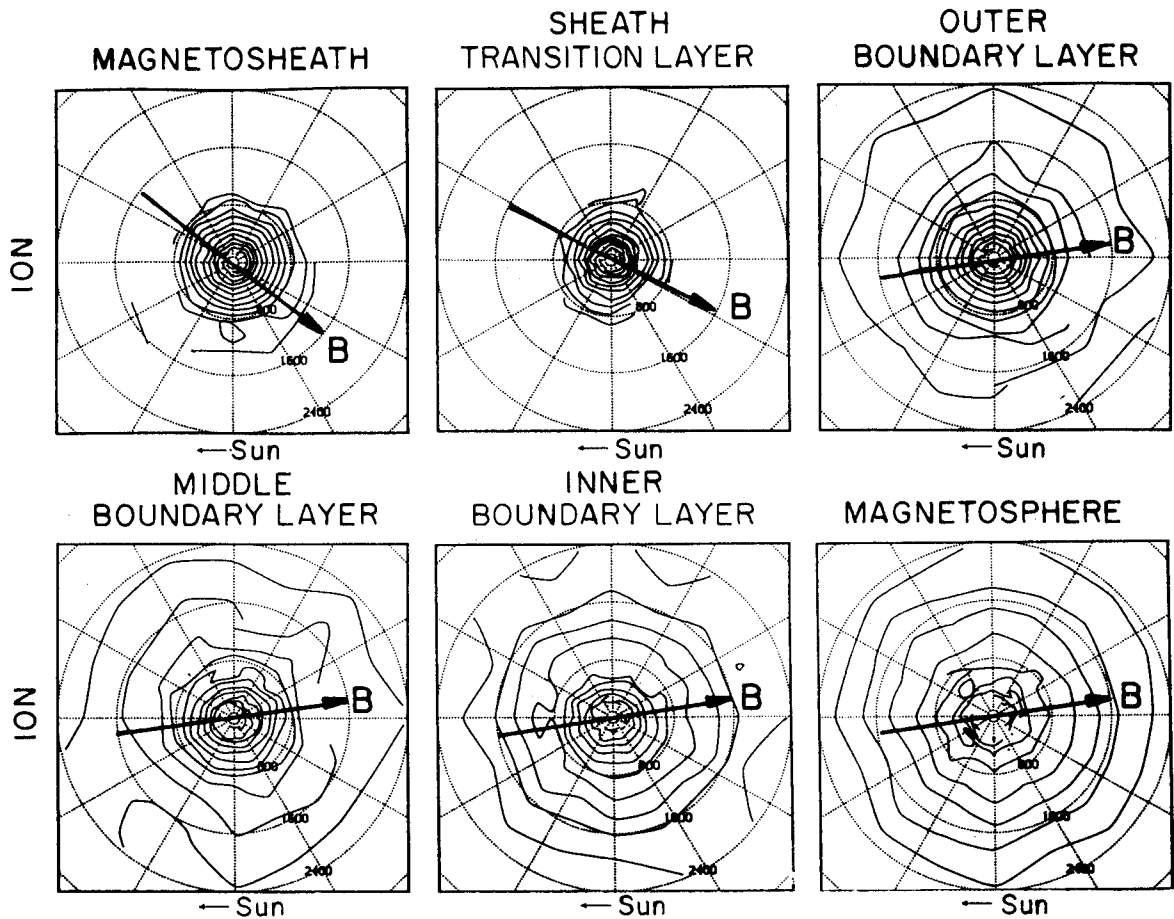 MAGNETOSHEATH
SHEATH
TRANSITION LAYER
OUTER
BOUNDARY LAYER
ION
B
800
1600
2400
B
800
1600
2400
B
800
1600
2400
← Sun
← Sun
← Sun
MIDDLE
BOUNDARY LAYER
INNER
BOUNDARY LAYER
MAGNETOSPHERE
ION
B
800
1600
2400
B
800
1600
2400
B
800
1600
2400
← Sun
← Sun
← Sun